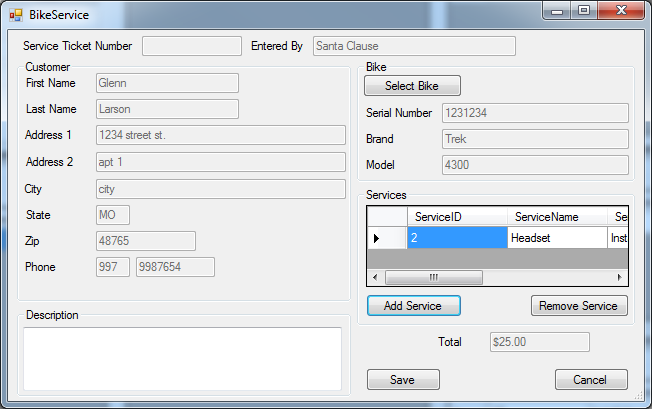 BikeService
Service Ticket Number Entered By Santa Clause
Customer
First Name Glenn
Last Name Larson
Address 1 1234 street st.
Address 2 apt 1
City city
State MO
Zip 48765
Phone 997 9987654
Bike
Select Bike
Serial Number 1231234
Brand Trek
Model 4300
Services
ServiceID ServiceName Se
2 Headset Inst
Add Service Remove Service
Description
Total $25.00
Save Cancel